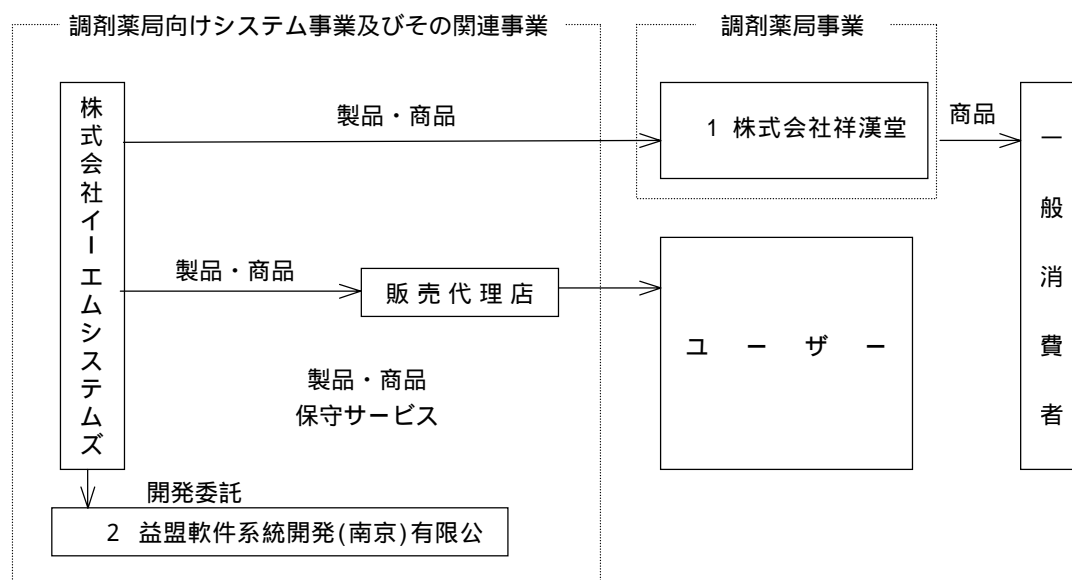 調剤薬局向けシステム事業及びその関連事業
調剤薬局事業
株式会社イーエムシステムズ
製品・商品
1 株式会社祥漢堂
商品
一般消費者
製品・商品
販売代理店
ユーザー
製品・商品
保守サービス
開発委託
2 益盟軟件系統開発(南京)有限公